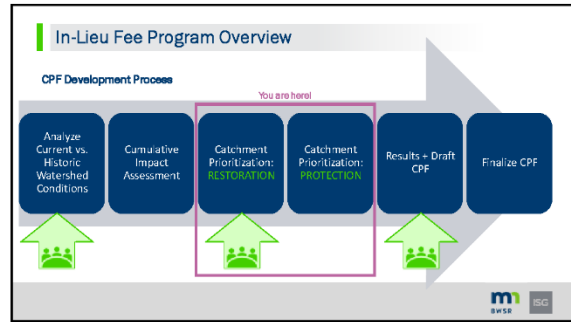 In-Lieu Fee Program Overview
CPF Development Process
You are here!
Analyze
Current vs.
Historic
Watershed
Conditions
Cumulative
Impact
Assessment
Catchment
Prioritization:
RESTORATION
Catchment
Prioritization:
PROTECTION
Results + Draft
CPF
Finalize CPF
mn
BWSR
ISG